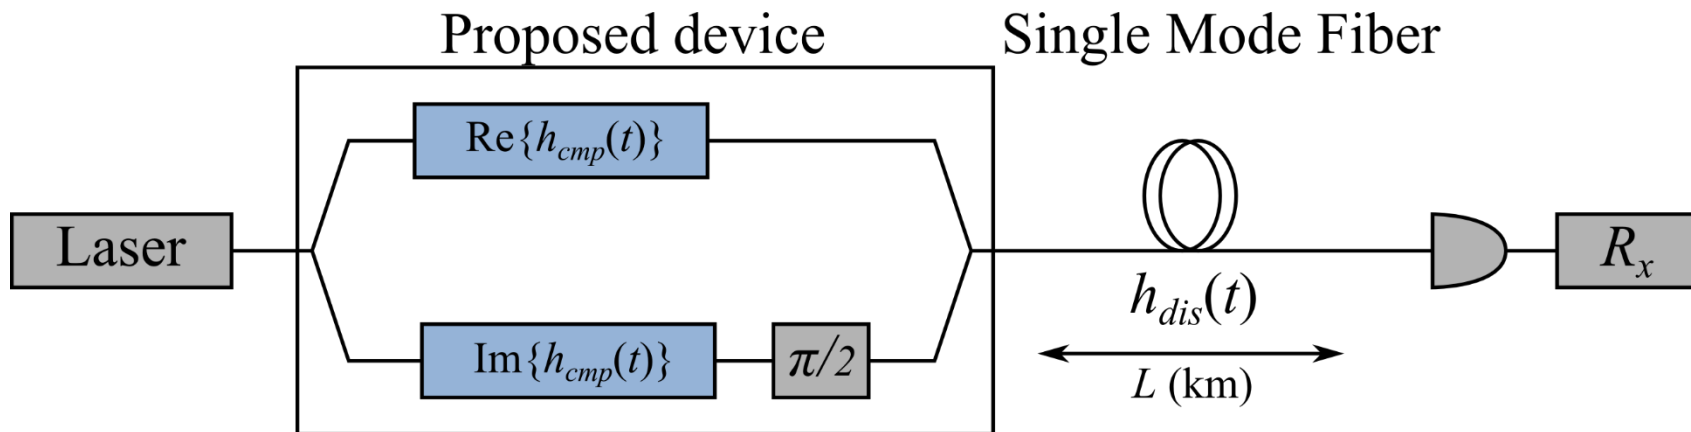 Proposed device
Single Mode Fiber
Re{h_cmp(t)}
Laser
R_x
h_dis(t)
Im{h_cmp(t)}
π/2
L (km)